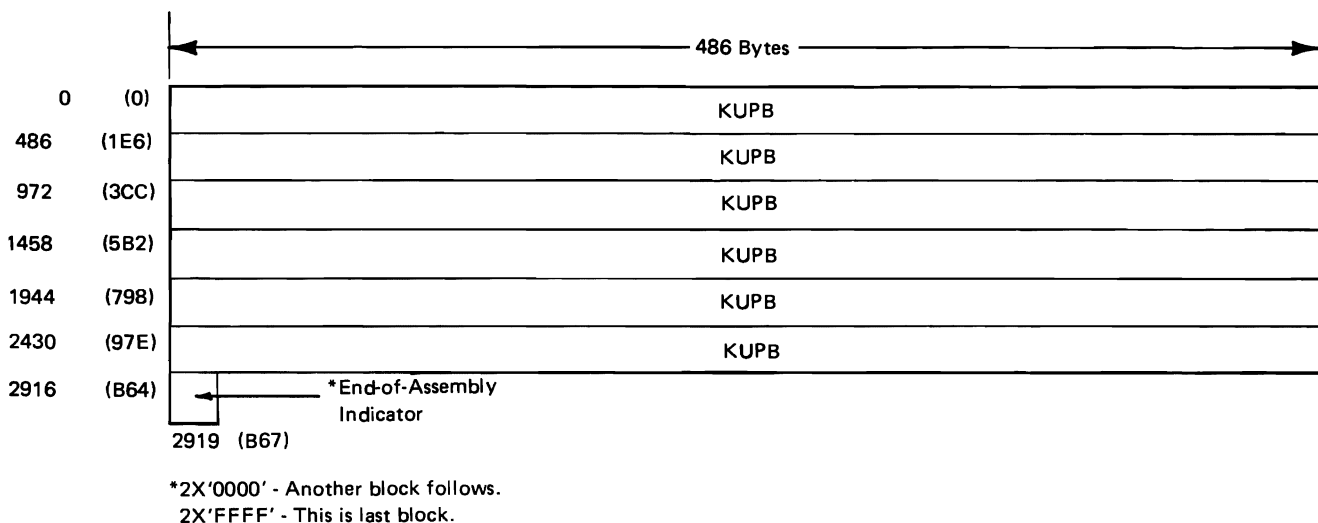 486 Bytes
0 (0) KUPB
486 (1E6) KUPB
972 (3CC) KUPB
1458 (5B2) KUPB
1944 (798) KUPB
2430 (97E) KUPB
2916 (B64) *End-of-Assembly
Indicator
2919 (B67)
*2X'0000' - Another block follows.
2X'FFFF' - This is last block.